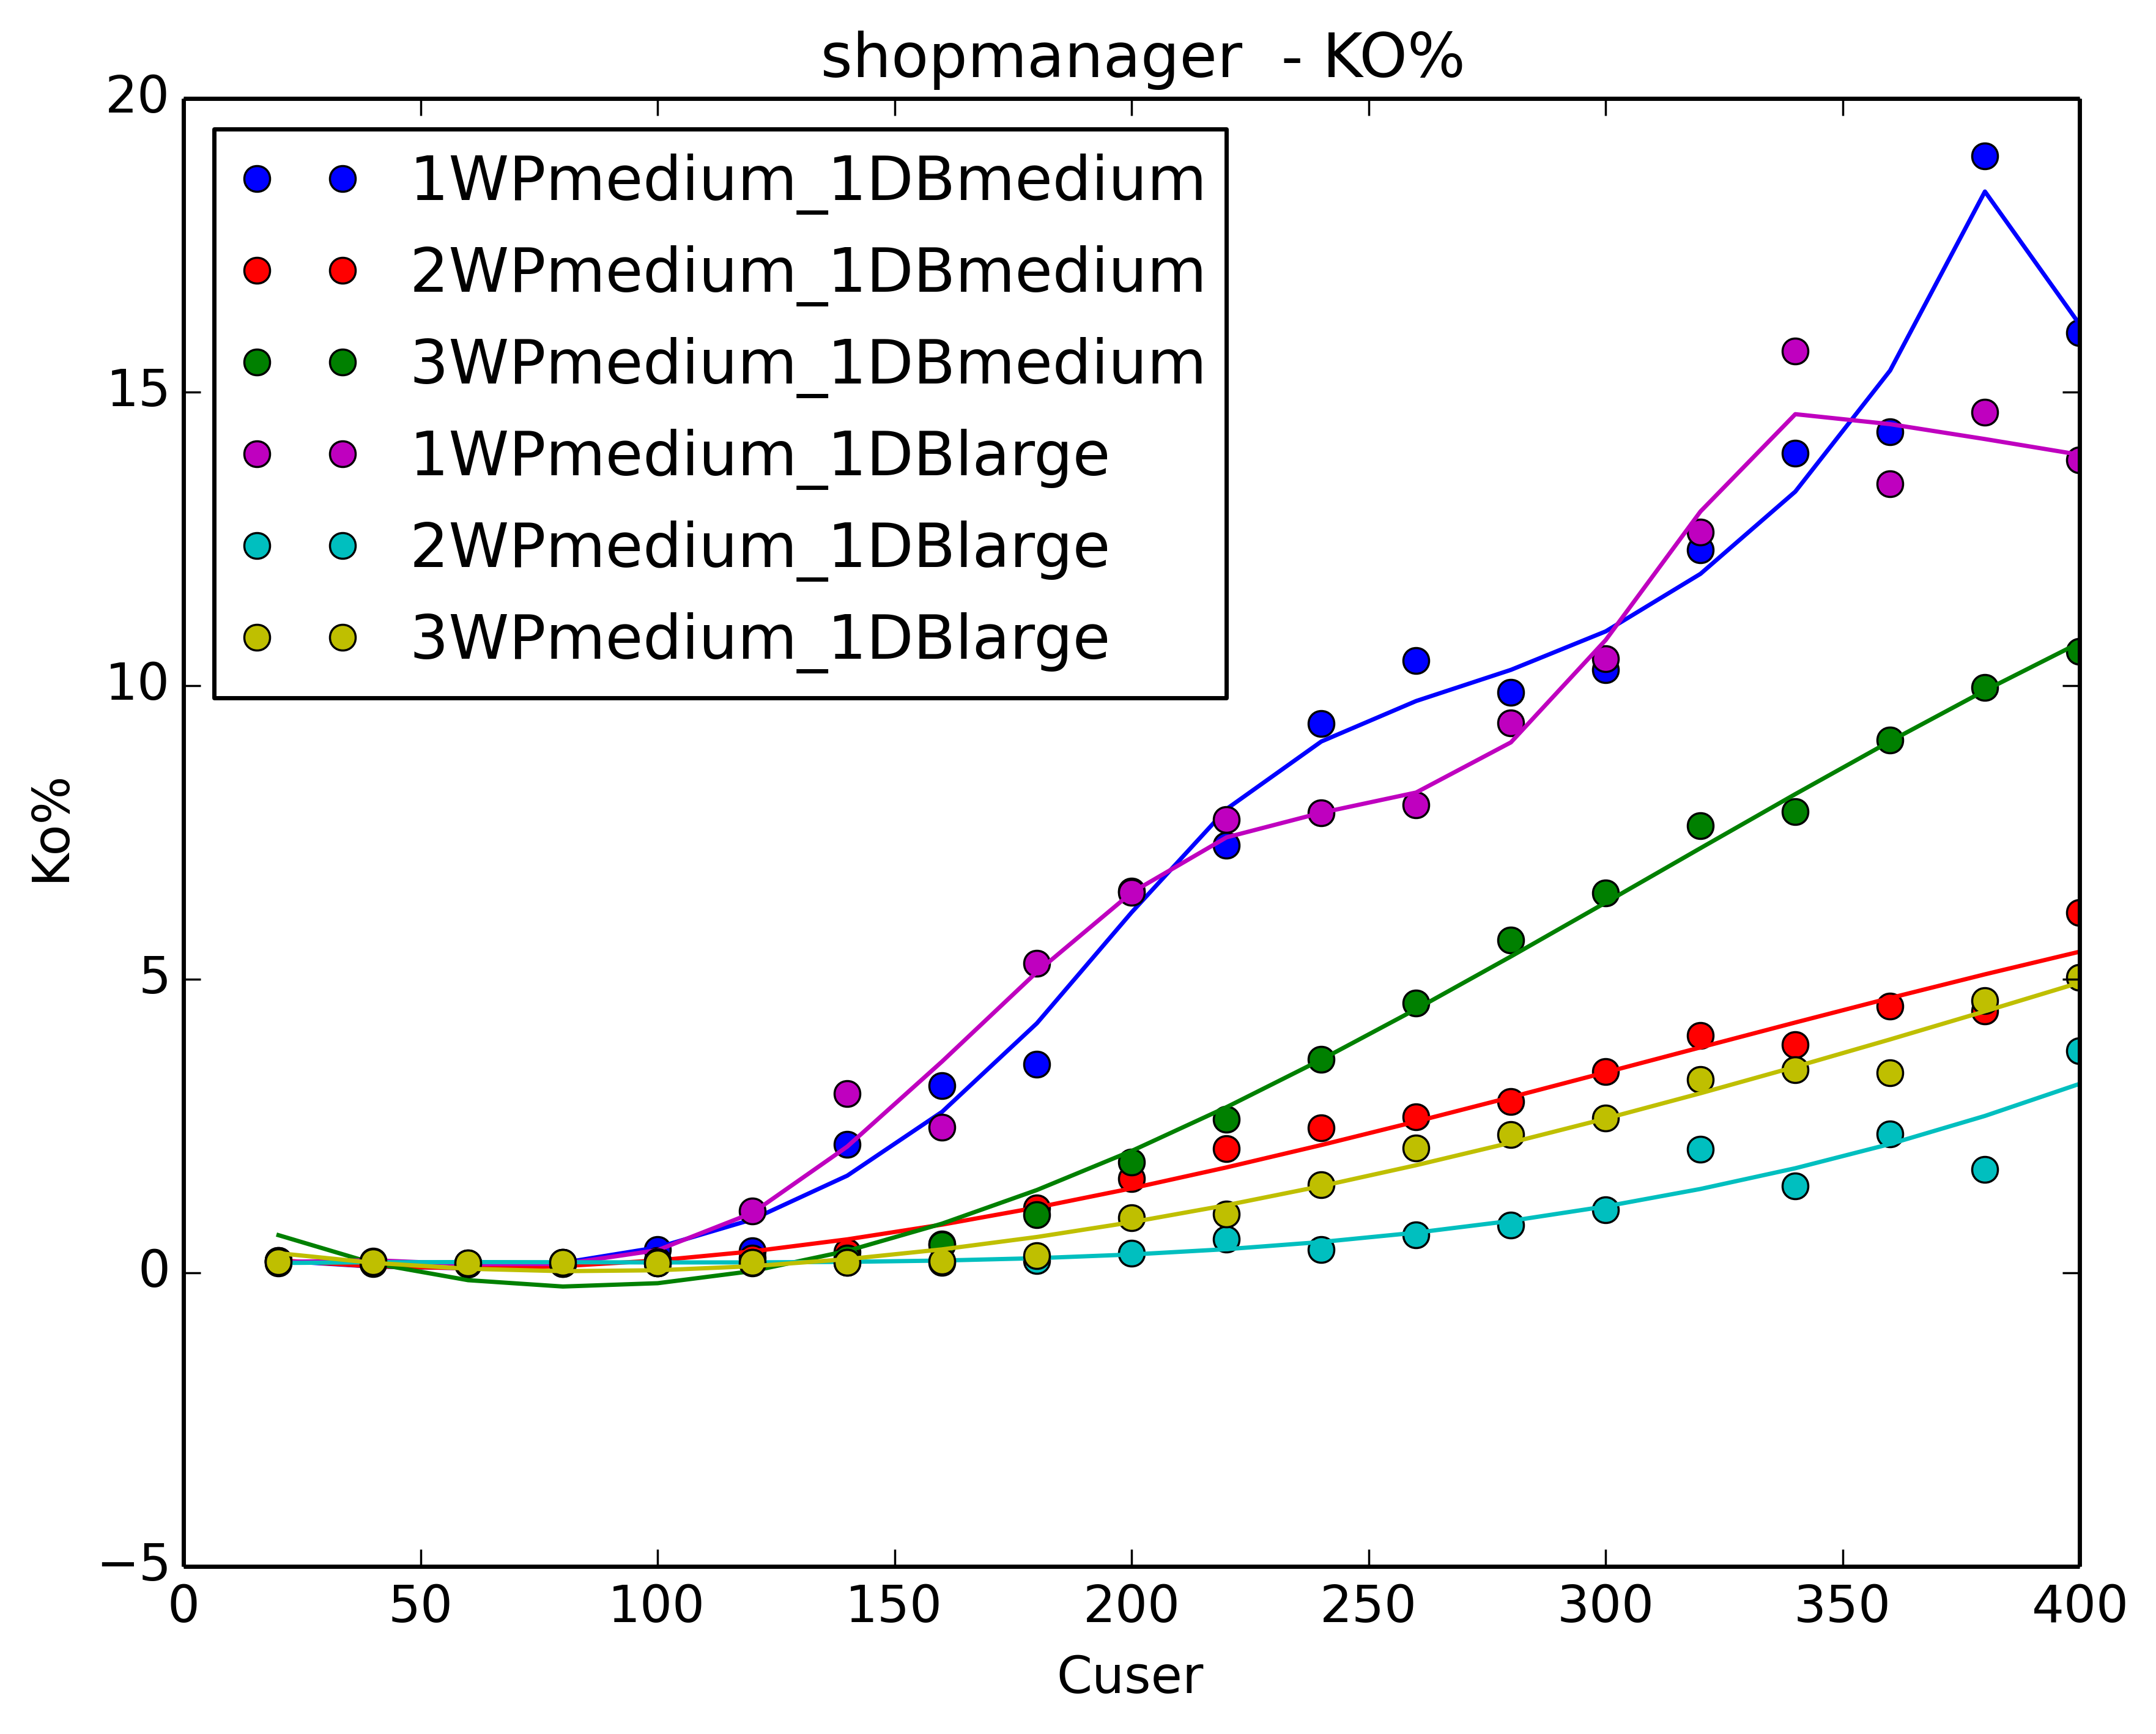 shopmanager  - KO%
20
15
10
5
0
−5
Ko%
1WPmedium_1DBmedium
2WPmedium_1DBmedium
3WPmedium_1DBmedium
1WPmedium_1DBlarge
2WPmedium_1DBlarge
3WPmedium_1DBlarge
0 50 100 150 200 250 300 350 400
Cuser